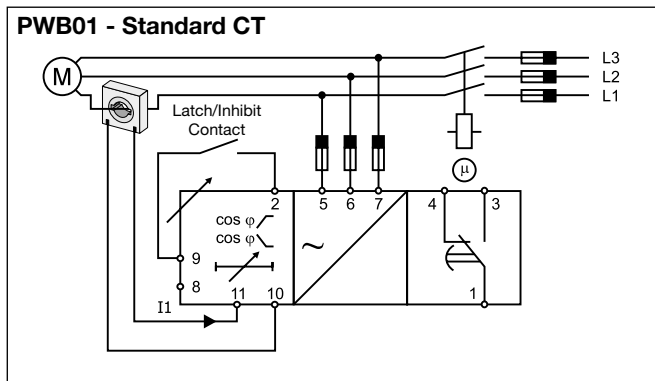 PWB01 - Standard CT
L3
M
L2
L1
Latch/Inhibit
Contact
μ
2
5
6
7
4
3
cos φ
cos φ
~
9
8
1
I1
11
10